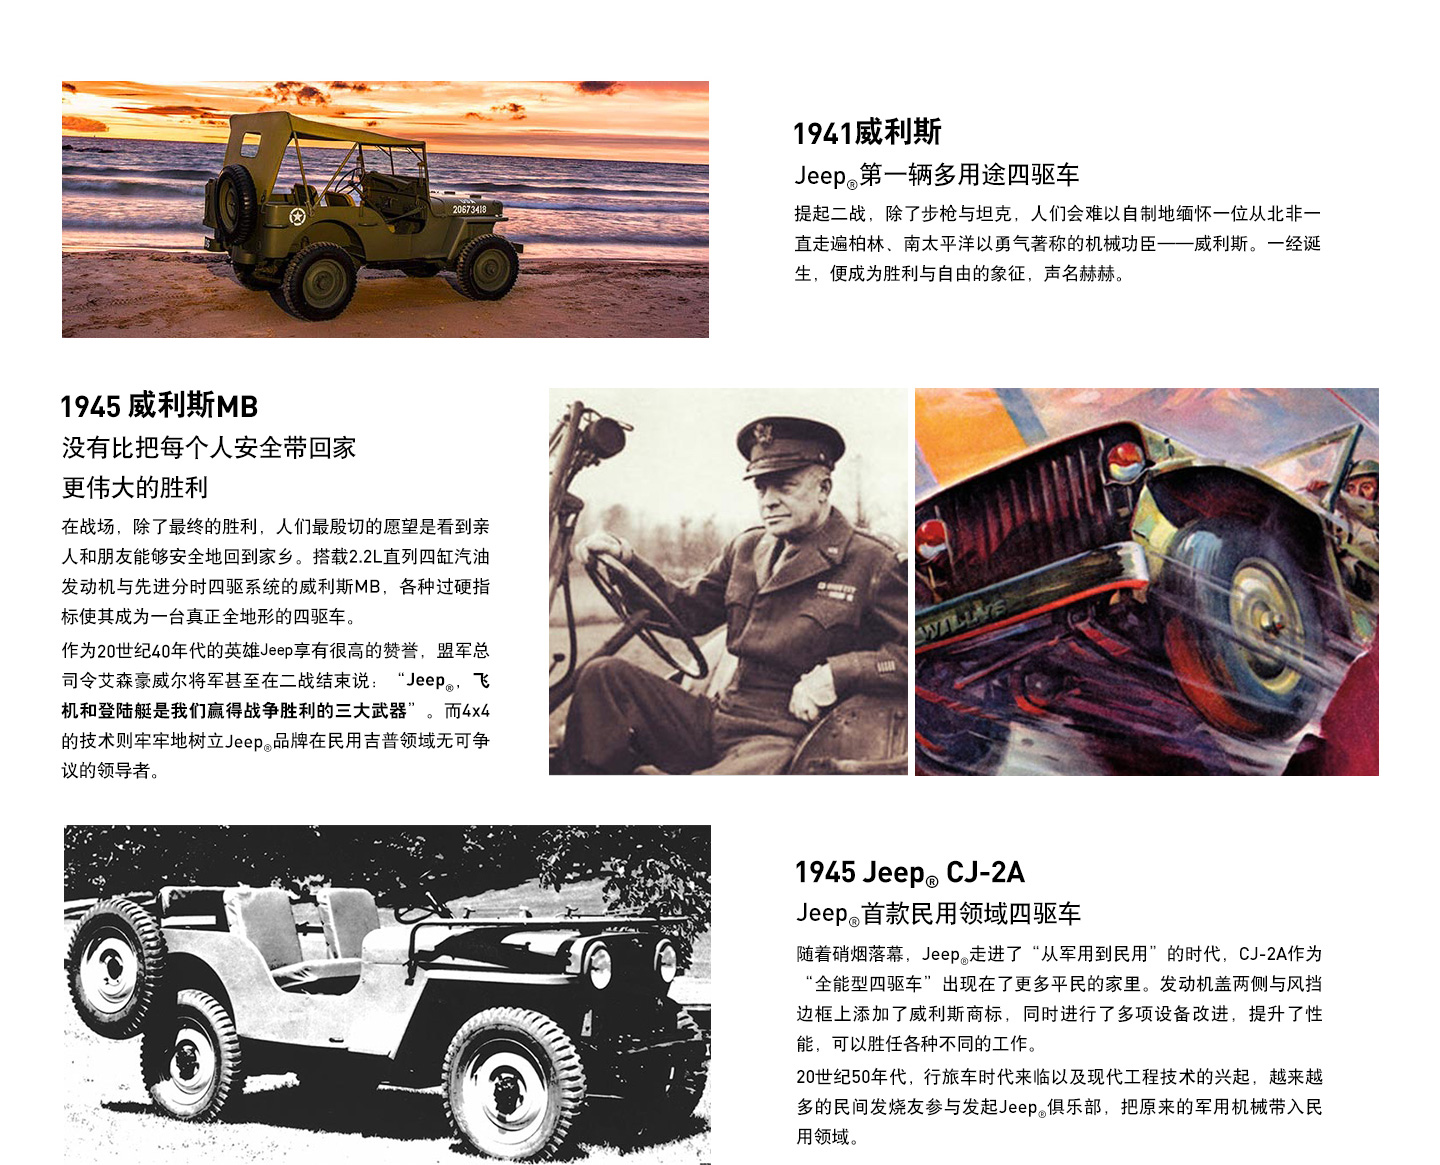 20673418
1941威利斯
Jeep®第一辆多用途四驱车
提起二战，除了步枪与坦克，人们会难以自制地缅怀一位从北非一
直走遍柏林、南太平洋以勇气著称的机械功臣——威利斯。一经诞
生，便成为胜利与自由的象征，声名赫赫。
1945 威利斯MB
没有比把每个人安全带回家
更伟大的胜利
在战场，除了最终的胜利，人们最殷切的愿望是看到亲
人和朋友能够安全地回到家乡。搭载2.2L直列四缸汽油
发动机与先进分时四驱系统的威利斯MB，各种过硬指
标使其成为一台真正全地形的四驱车。
作为20世纪40年代的英雄Jeep享有很高的赞誉，盟军总
司令艾森豪威尔将军甚至在二战结束说：“Jeep®，飞
机和登陆艇是我们赢得战争胜利的三大武器”。而4x4
的技术则牢牢地树立Jeep®品牌在民用吉普领域无可争
议的领导者。
WILLYS
1945 Jeep® CJ-2A
Jeep®首款民用领域四驱车
随着硝烟落幕，Jeep®走进了“从军用到民用”的时代，CJ-2A作为
“全能型四驱车”出现在了更多平民的家里。发动机盖两侧与风挡
边框上添加了威利斯商标，同时进行了多项设备改进，提升了性
能，可以胜任各种不同的工作。
20世纪50年代，行旅车时代来临以及现代工程技术的兴起，越来越
多的民间发烧友参与发起Jeep®俱乐部，把原来的军用机械带入民
用领域。